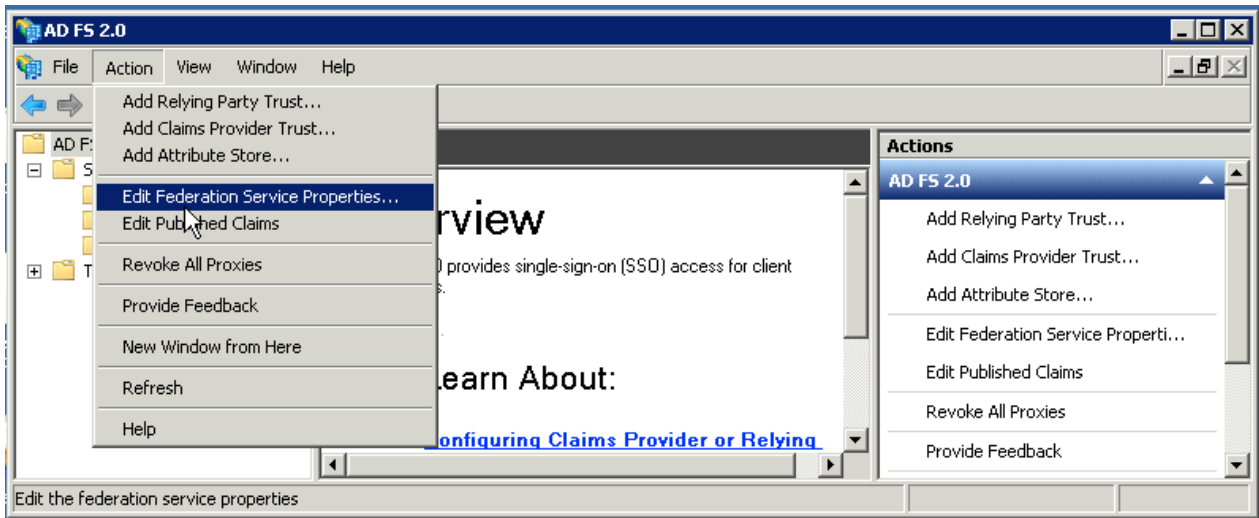 AD FS 2.0
File Action View Window Help
Add Relying Party Trust...
Add Claims Provider Trust...
Add Attribute Store...
Edit Federation Service Properties...
Edit Published Claims
Revoke All Proxies
Provide Feedback
New Window from Here
Refresh
Help
AD F
S
T
rview
provides single-sign-on (SSO) access for client
s.
earn About:
onfiguring Claims Provider or Relying
Actions
AD FS 2.0
Add Relying Party Trust...
Add Claims Provider Trust...
Add Attribute Store...
Edit Federation Service Properti...
Edit Published Claims
Revoke All Proxies
Provide Feedback
Edit the federation service properties